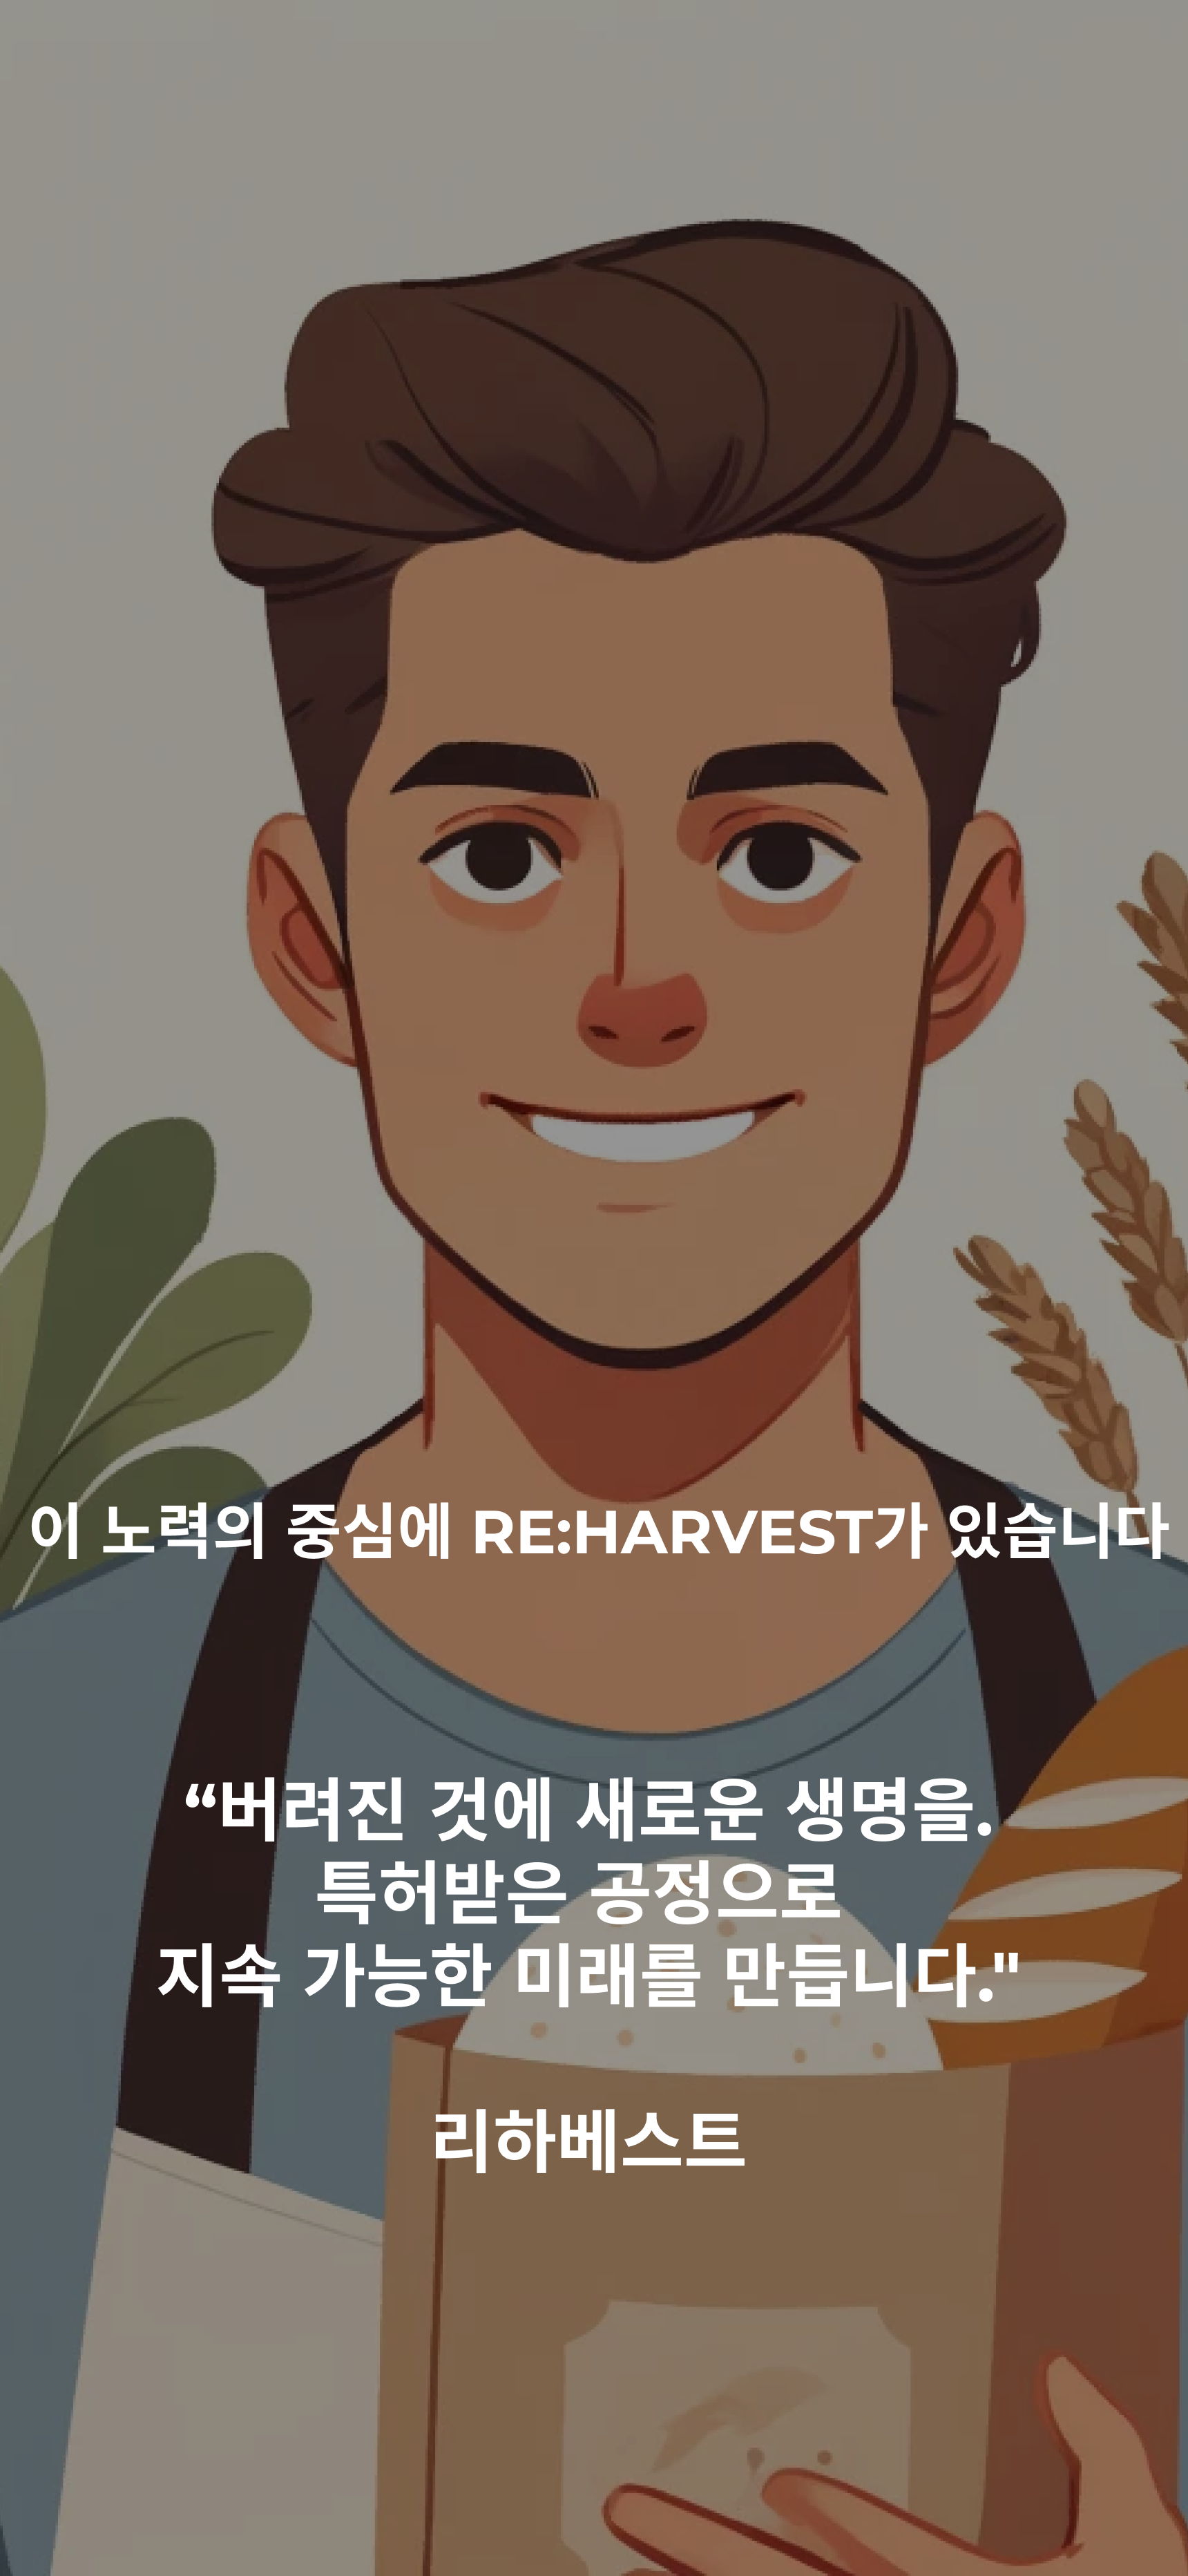 이 노력의 중심에 RE:HARVEST가 있습니다
“버려진 것에 새로운 생명을.
특허받은 공정으로
지속 가능한 미래를 만듭니다."
리하베스트